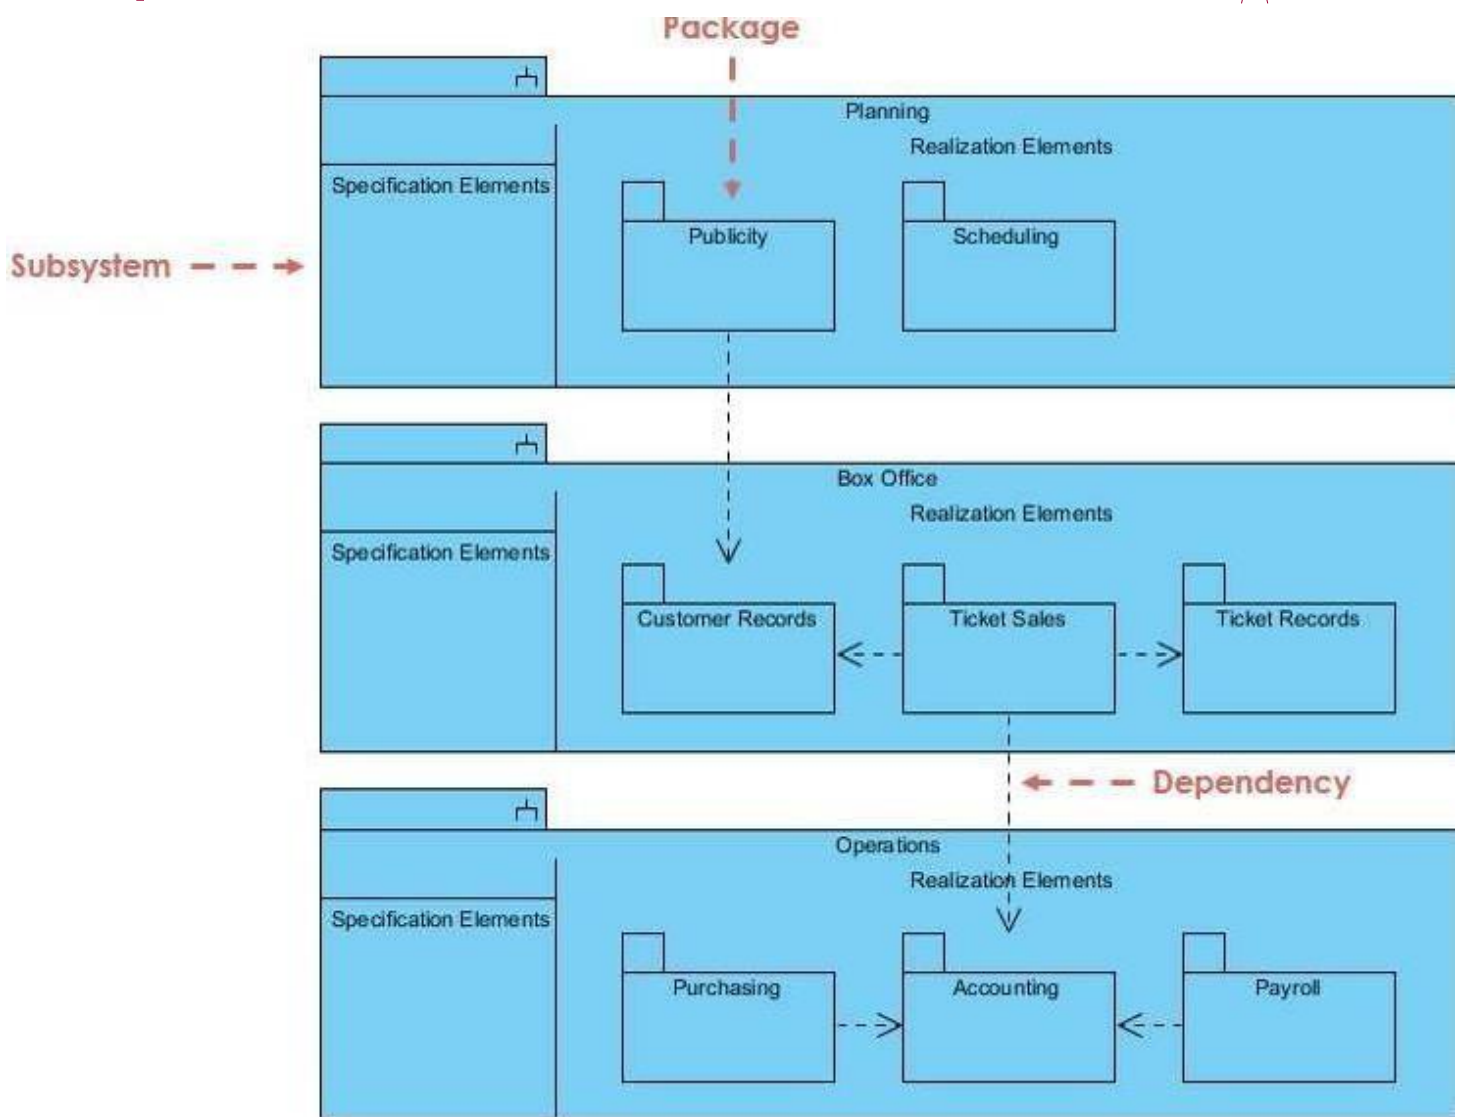 Package
Planning
Realization Elements
Specification Elements
Publicity
Scheduling
Subsystem
Box Office
Realization Elements
Specification Elements
Customer Records
Ticket Sales
Ticket Records
Dependency
Operations
Realization Elements
Specification Elements
Purchasing
Accounting
Payroll